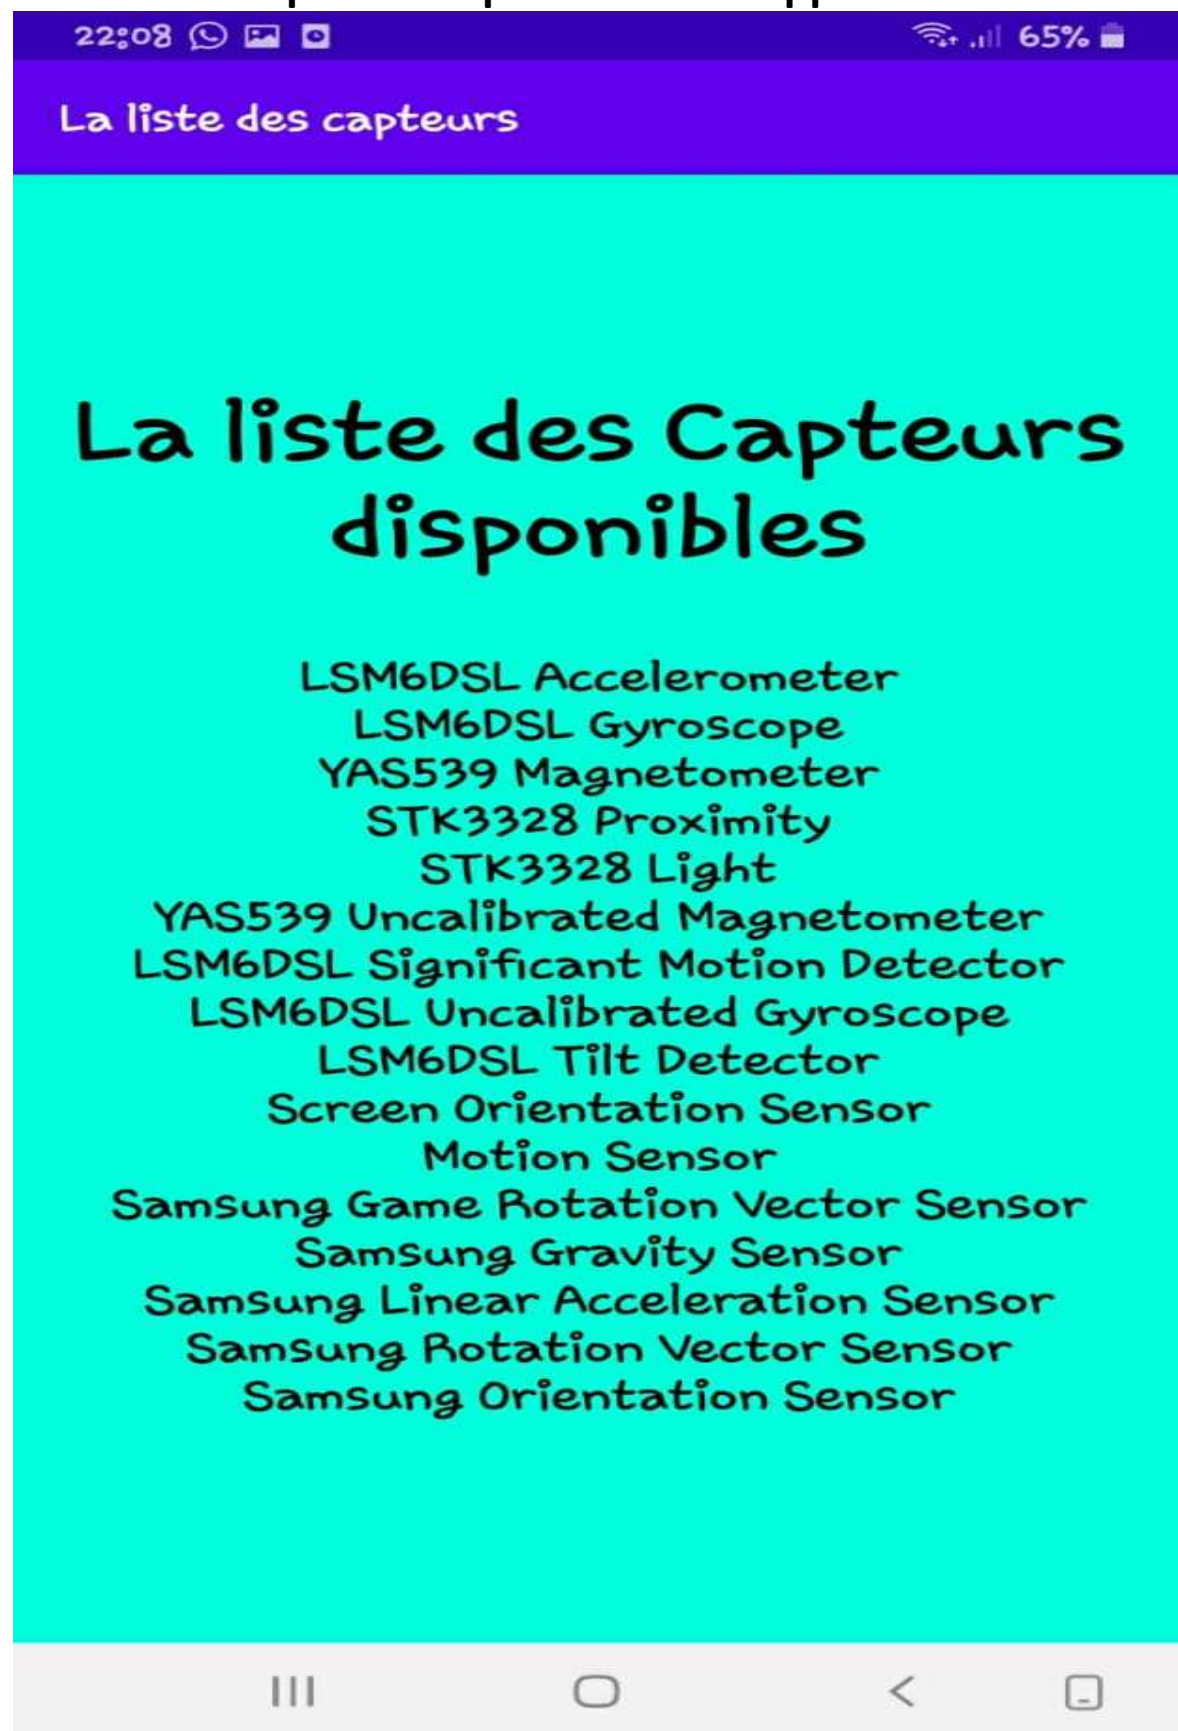 22:08 65%
La liste des capteurs
La liste des Capteurs
disponibles
LSM6DSL Accelerometer
LSM6DSL Gyroscope
YAS539 Magnetometer
STK3328 Proximity
STK3328 Light
YAS539 Uncalibrated Magnetometer
LSM6DSL Significant Motion Detector
LSM6DSL Uncalibrated Gyroscope
LSM6DSL Tilt Detector
Screen Orientation Sensor
Motion Sensor
Samsung Game Rotation Vector Sensor
Samsung Gravity Sensor
Samsung Linear Acceleration Sensor
Samsung Rotation Vector Sensor
Samsung Orientation Sensor